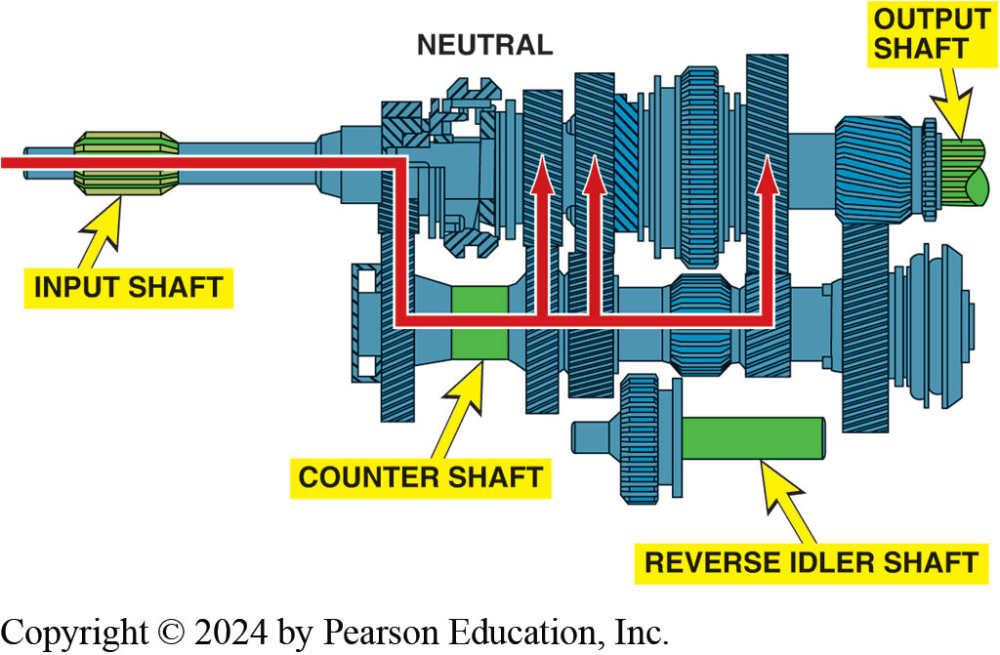 OUTPUT
SHAFT
NEUTRAL
INPUT SHAFT
COUNTER SHAFT
REVERSE IDLER SHAFT
Copyright © 2024 by Pearson Education, Inc.